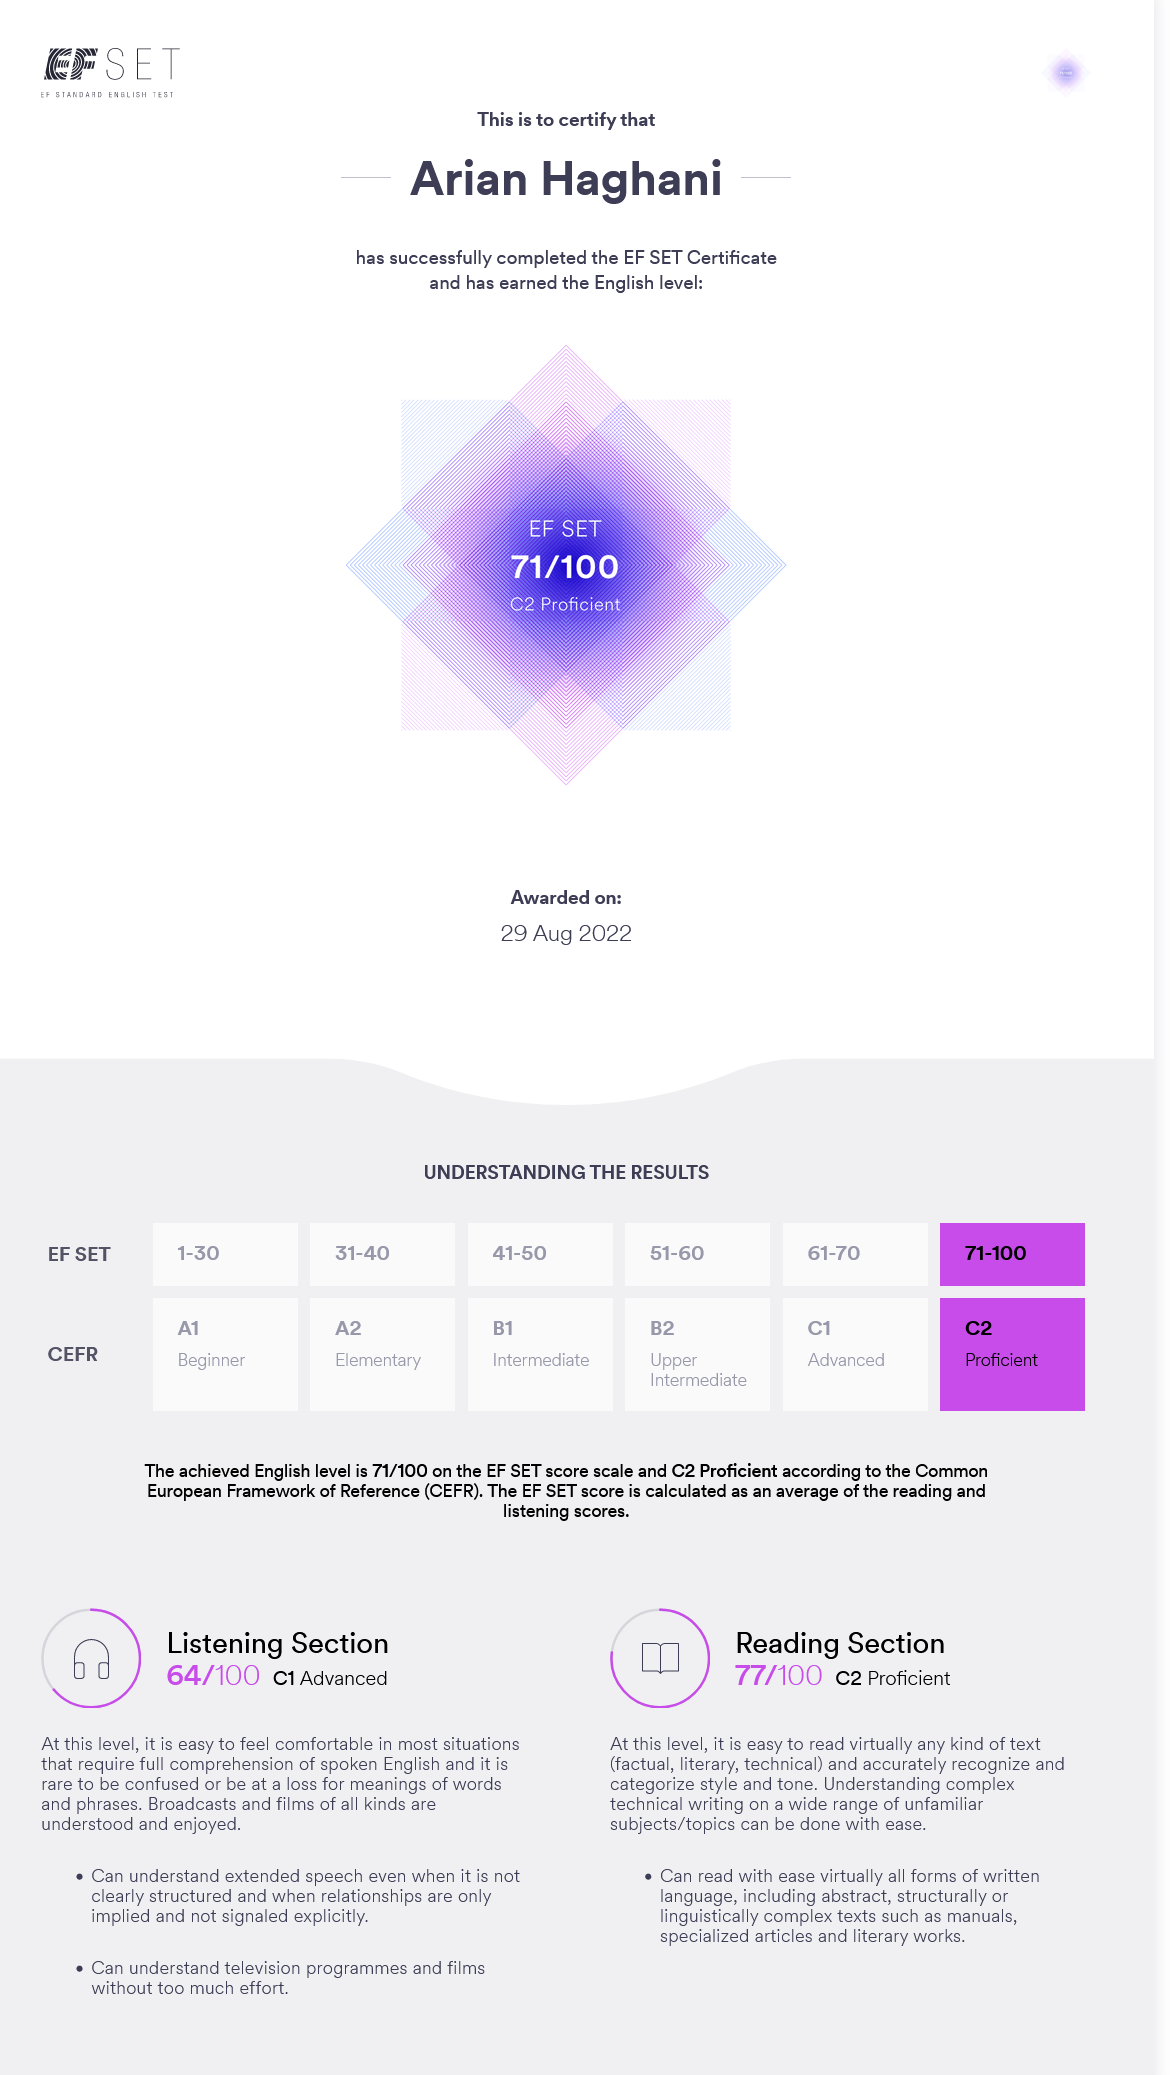 EF SET
EF STANDARD ENGLISH TEST
This is to certify that
Arian Haghani
has successfully completed the EF SET Certificate
and has earned the English level:
EF SET
71/100
C2 Proficient
Awarded on:
29 Aug 2022
UNDERSTANDING THE RESULTS
EF SET 1-30 31-40 41-50 51-60 61-70 71-100
CEFR
A1 A2 B1 B2 C1 C2
Beginner Elementary Intermediate Upper Advanced Proficient
Intermediate
The achieved English level is 71/100 on the EF SET score scale and C2 Proficient according to the Common
European Framework of Reference (CEFR). The EF SET score is calculated as an average of the reading and
listening scores.
Listening Section
64/100 C1 Advanced
At this level, it is easy to feel comfortable in most situations
that require full comprehension of spoken English and it is
rare to be confused or be at a loss for meanings of words
and phrases. Broadcasts and films of all kinds are
understood and enjoyed.
• Can understand extended speech even when it is not
clearly structured and when relationships are only
implied and not signaled explicitly.
• Can understand television programmes and films
without too much effort.
Reading Section
77/100 C2 Proficient
At this level, it is easy to read virtually any kind of text
(factual, literary, technical) and accurately recognize and
categorize style and tone. Understanding complex
technical writing on a wide range of unfamiliar
subjects/topics can be done with ease.
• Can read with ease virtually all forms of written
language, including abstract, structurally or
linguistically complex texts such as manuals,
specialized articles and literary works.